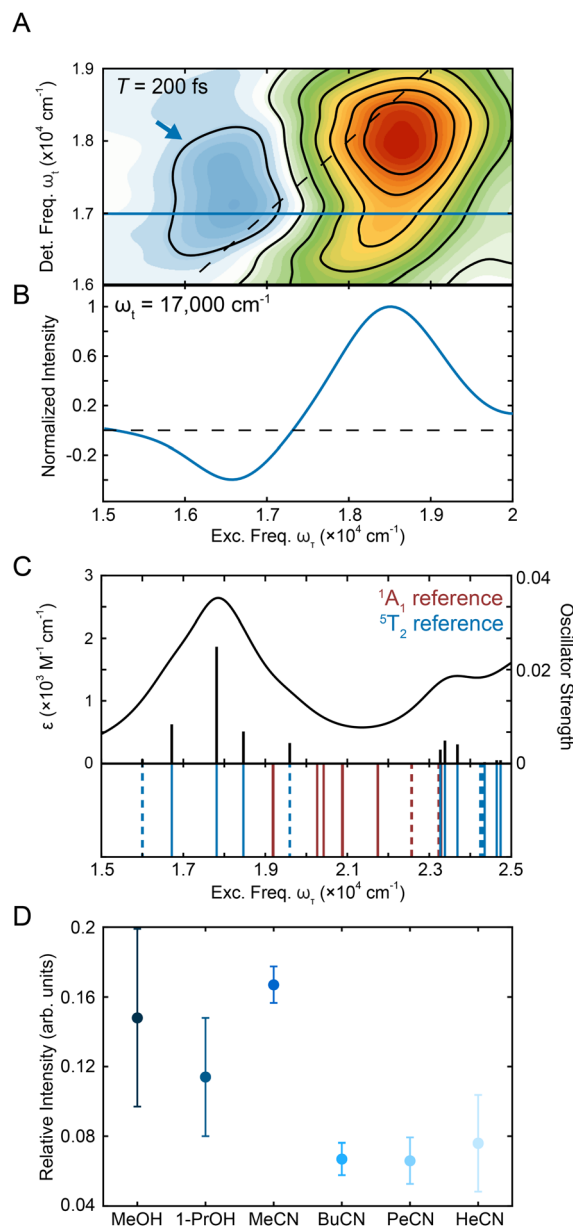 A
T = 200 fs
1.9
1.8
1.7
1.6
Det. Freq. ωt (x10⁴ cm⁻¹)
B
ωt = 17,000 cm⁻¹
1
0.6
0.2
-0.2
Normalized Intensity
1.5 1.6 1.7 1.8 1.9 2
Exc. Freq. ωτ (×10⁴ cm⁻¹)
C
¹A₁ reference
⁵T₂ reference
3
2
1
0
ε (×10³ M⁻¹ cm⁻¹)
0.04
0.02
0
Oscillator Strength
1.5 1.7 1.9 2.1 2.3 2.5
Exc. Freq. ωτ (×10⁴ cm⁻¹)
D
0.2
0.16
0.12
0.08
0.04
Relative Intensity (arb. units)
MeOH 1-PrOH MeCN BuCN PeCN HeCN